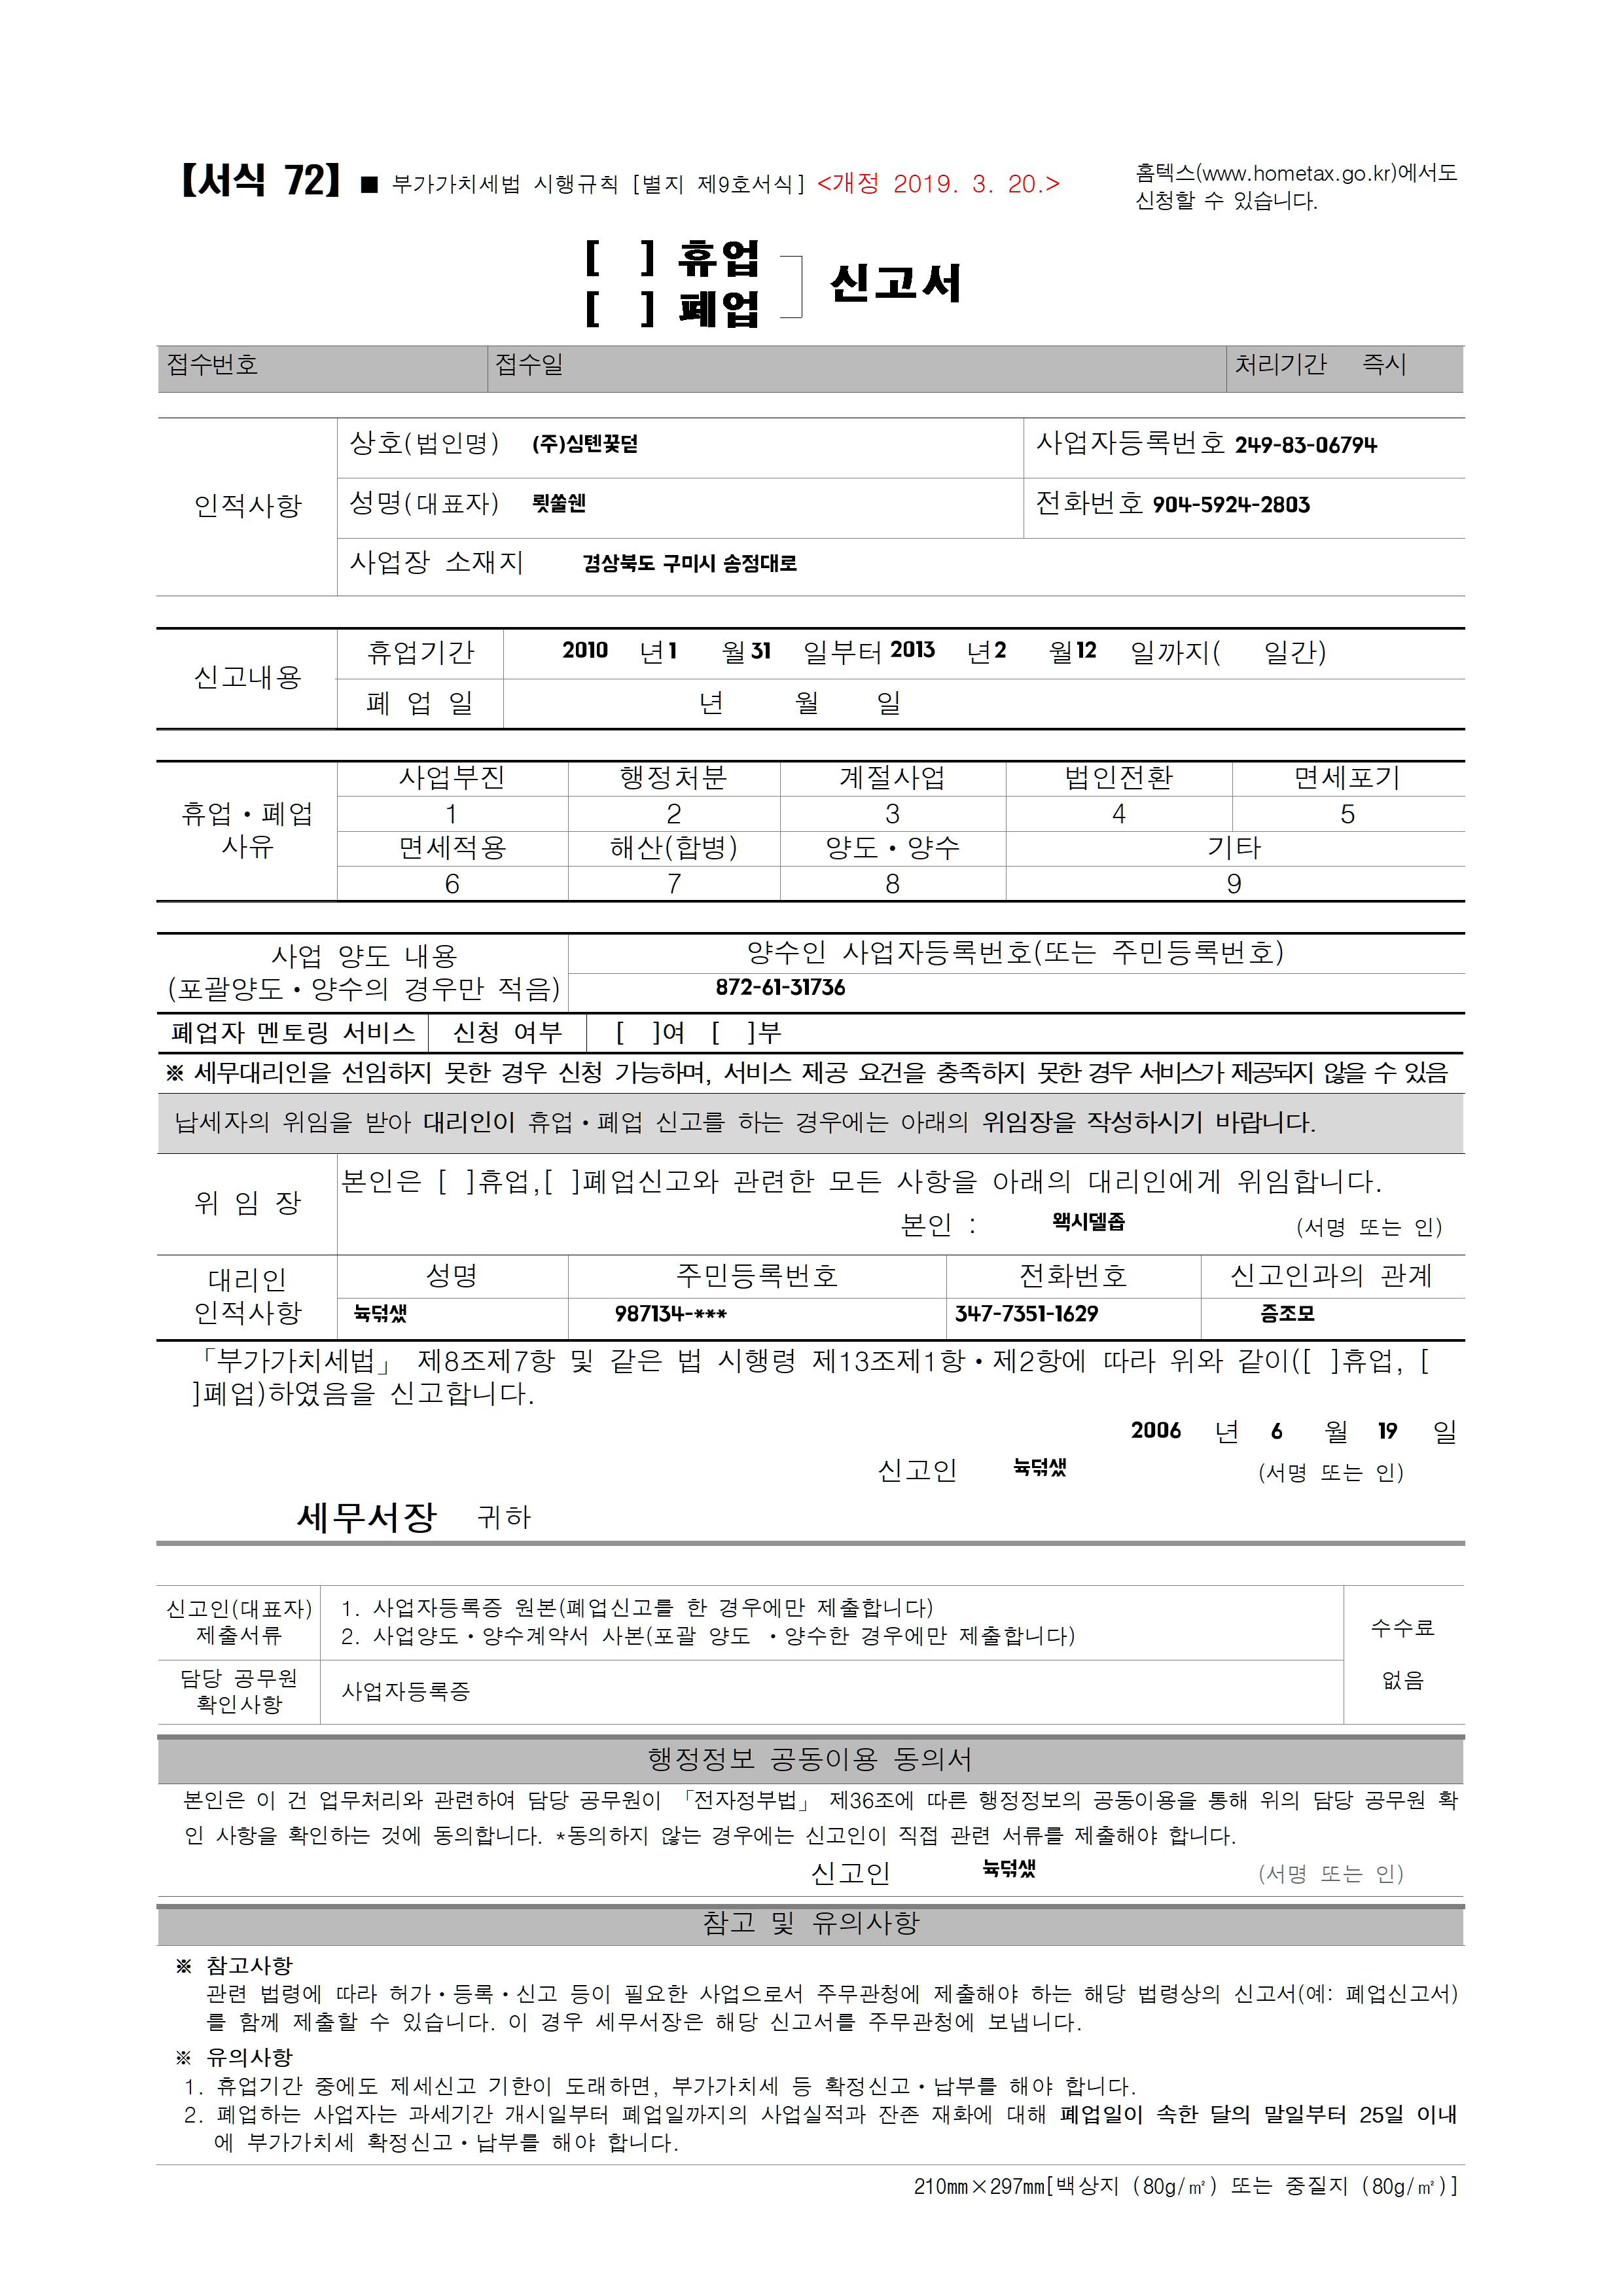 【서식 72】 ■ 부가가치세법 시행규칙 [별지 제9호서식] <개정 2019. 3. 20.>
홈텍스(www.hometax.go.kr)에서도
신청할 수 있습니다.
[ ] 휴업
[ ] 폐업
신고서
접수번호 접수일 처리기간 즉시
인적사항
상호(법인명) (주)심톈꽃덛 사업자등록번호 249-83-06794
성명(대표자) 룃쑬쉔 전화번호 904-5924-2803
사업장 소재지 경상북도 구미시 송정대로
신고내용
휴업기간 2010 년 1 월 31 일부터 2013 년 2 월 12 일까지( 일간)
폐 업 일 년 월 일
휴업·폐업
사유
사업부진 행정처분 계절사업 법인전환 면세포기
1 2 3 4 5
면세적용 해산(합병) 양도·양수 기타
6 7 8 9
사업 양도 내용
(포괄양도·양수의 경우만 적음)
양수인 사업자등록번호(또는 주민등록번호)
872-61-31736
폐업자 멘토링 서비스 신청 여부 [ ]여 [ ]부
※ 세무대리인을 선임하지 못한 경우 신청 가능하며, 서비스 제공 요건을 충족하지 못한 경우 서비스가 제공되지 않을 수 있음
납세자의 위임을 받아 대리인이 휴업·폐업 신고를 하는 경우에는 아래의 위임장을 작성하시기 바랍니다.
위 임 장
본인은 [ ]휴업,[ ]폐업신고와 관련한 모든 사항을 아래의 대리인에게 위임합니다.
본인 : 왝시델좁 (서명 또는 인)
대리인
인적사항
성명 주민등록번호 전화번호 신고인과의 관계
987134-*** 347-7351-1629 증조모
「부가가치세법」 제8조제7항 및 같은 법 시행령 제13조제1항·제2항에 따라 위와 같이([ ]휴업, [
]폐업)하였음을 신고합니다.
2006 년 6 월 19 일
신고인 (서명 또는 인)
세무서장 귀하
신고인(대표자)
제출서류
1. 사업자등록증 원본(폐업신고를 한 경우에만 제출합니다)
2. 사업양도·양수계약서 사본(포괄 양도 ·양수한 경우에만 제출합니다)
수수료
없음
담당 공무원
확인사항
사업자등록증
행정정보 공동이용 동의서
본인은 이 건 업무처리와 관련하여 담당 공무원이 「전자정부법」 제36조에 따른 행정정보의 공동이용을 통해 위의 담당 공무원 확
인 사항을 확인하는 것에 동의합니다. *동의하지 않는 경우에는 신고인이 직접 관련 서류를 제출해야 합니다.
신고인 (서명 또는 인)
참고 및 유의사항
※ 참고사항
관련 법령에 따라 허가·등록·신고 등이 필요한 사업으로서 주무관청에 제출해야 하는 해당 법령상의 신고서(예: 폐업신고서)
를 함께 제출할 수 있습니다. 이 경우 세무서장은 해당 신고서를 주무관청에 보냅니다.
※ 유의사항
1. 휴업기간 중에도 제세신고 기한이 도래하면, 부가가치세 등 확정신고·납부를 해야 합니다.
2. 폐업하는 사업자는 과세기간 개시일부터 폐업일까지의 사업실적과 잔존 재화에 대해 폐업일이 속한 달의 말일부터 25일 이내
에 부가가치세 확정신고·납부를 해야 합니다.
210mm×297mm[백상지 (80g/㎡) 또는 중질지 (80g/㎡)]